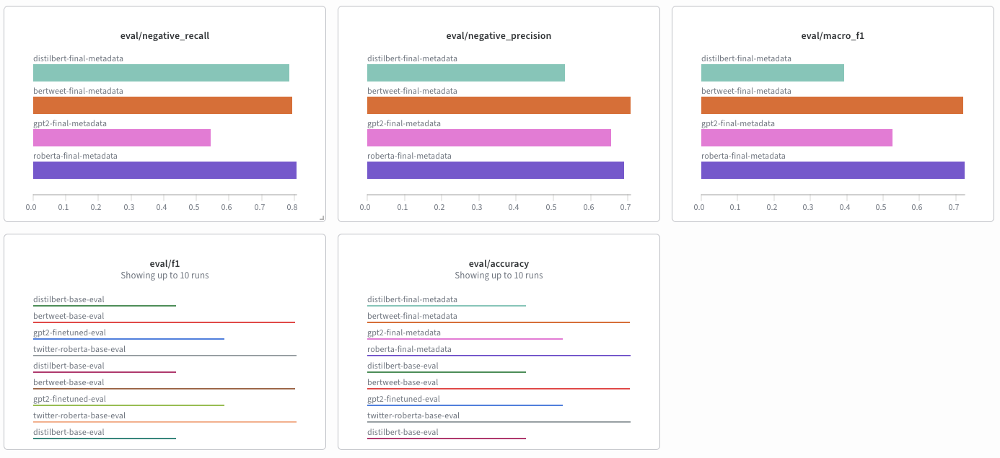 eval/negative_recall
distilbert-final-metadata
bertweet-final-metadata
gpt2-final-metadata
roberta-final-metadata
0.0 0.1 0.2 0.3 0.4 0.5 0.6 0.7 0.8
eval/negative_precision
distilbert-final-metadata
bertweet-final-metadata
gpt2-final-metadata
roberta-final-metadata
0.0 0.1 0.2 0.3 0.4 0.5 0.6 0.7
eval/macro_f1
distilbert-final-metadata
bertweet-final-metadata
gpt2-final-metadata
roberta-final-metadata
0.0 0.1 0.2 0.3 0.4 0.5 0.6 0.7
eval/f1
Showing up to 10 runs
distilbert-base-eval
bertweet-base-eval
gpt2-finetuned-eval
twitter-roberta-base-eval
distilbert-base-eval
bertweet-base-eval
gpt2-finetuned-eval
twitter-roberta-base-eval
distilbert-base-eval
eval/accuracy
Showing up to 10 runs
distilbert-final-metadata
bertweet-final-metadata
gpt2-final-metadata
roberta-final-metadata
distilbert-base-eval
bertweet-base-eval
gpt2-finetuned-eval
twitter-roberta-base-eval
distilbert-base-eval